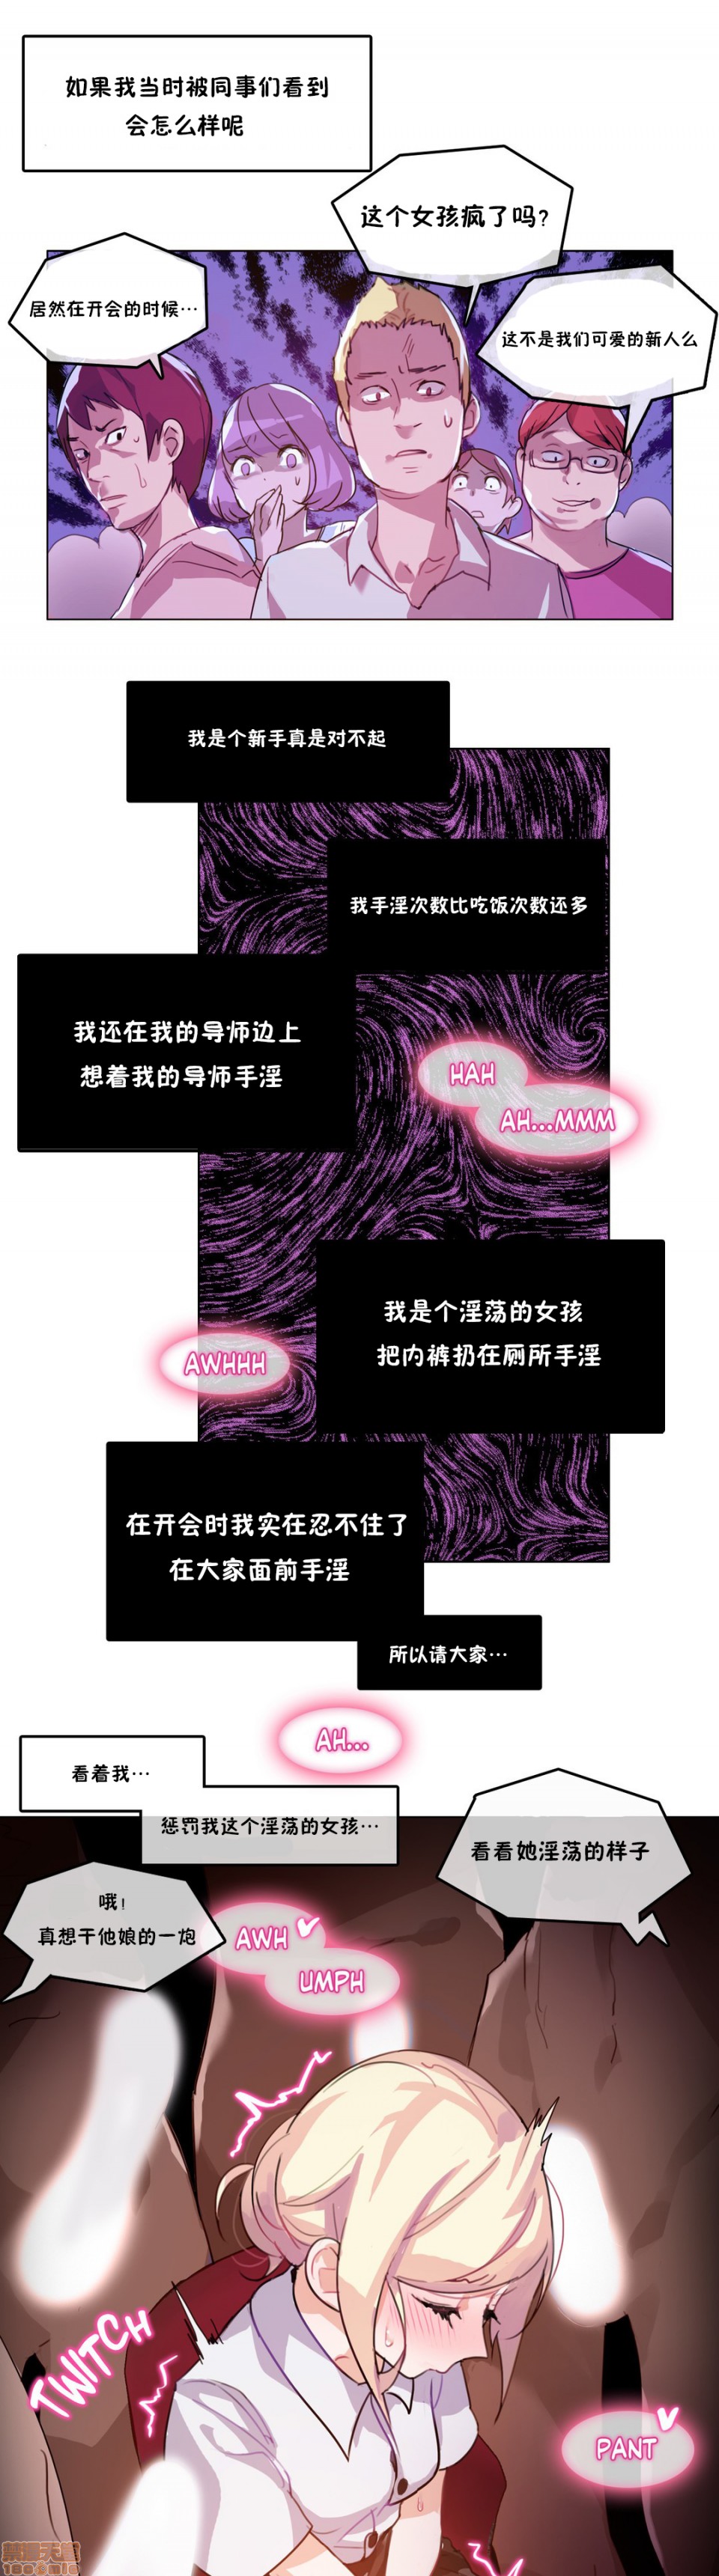 如果我当时被同事们看到
会怎么样呢
这个女孩疯了吗?
居然在开会的时候…
这不是我们可爱的新人么
我是个新手真是对不起
我手淫次数比吃饭次数还多
我还在我的导师边上
想着我的导师手淫
HAH
AH...MMM
我是个淫荡的女孩
把内裤扔在厕所手淫
AWHHH
在开会时我实在忍不住了
在大家面前手淫
所以请大家…
AH...
看着我…
惩罚我这个淫荡的女孩…
看看她淫荡的样子
哦!
真想干他娘的一炮
AWH
UMPH
TWITCH
PANT